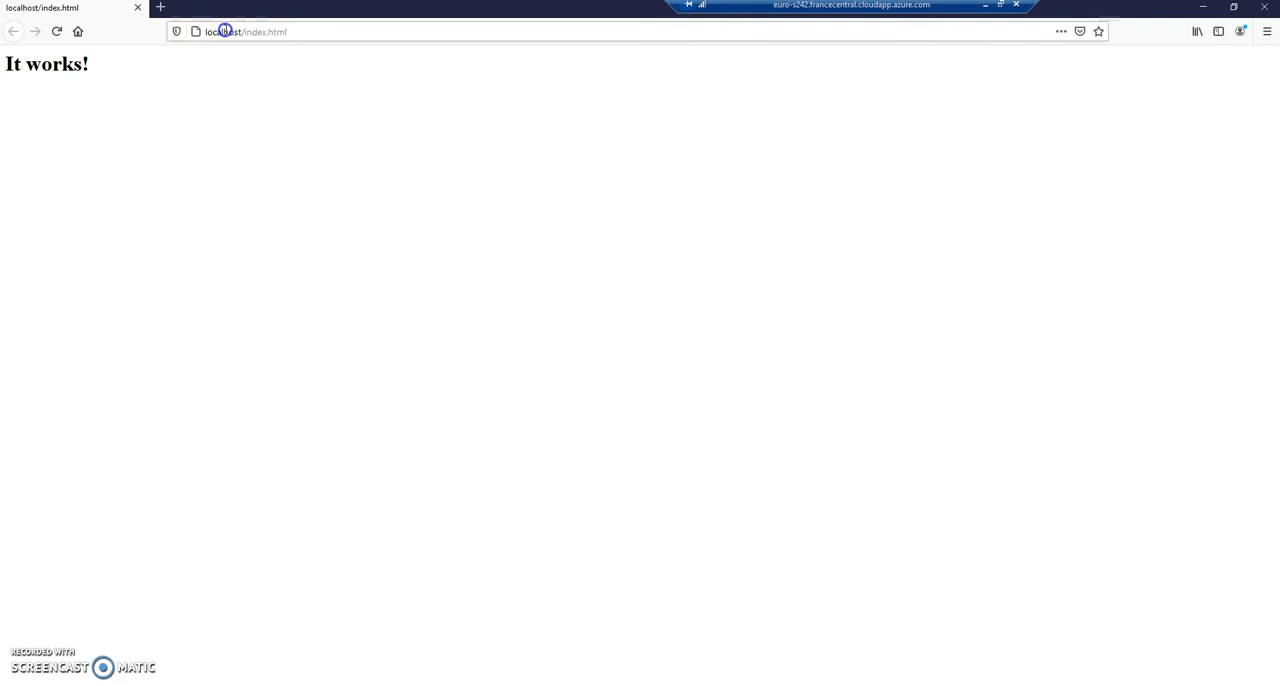 localhost/index.html
euro-s242.francecentral.cloudapp.azure.com
localhost/index.html
It works!
RECORDED WITH
SCREENCAST MATIC